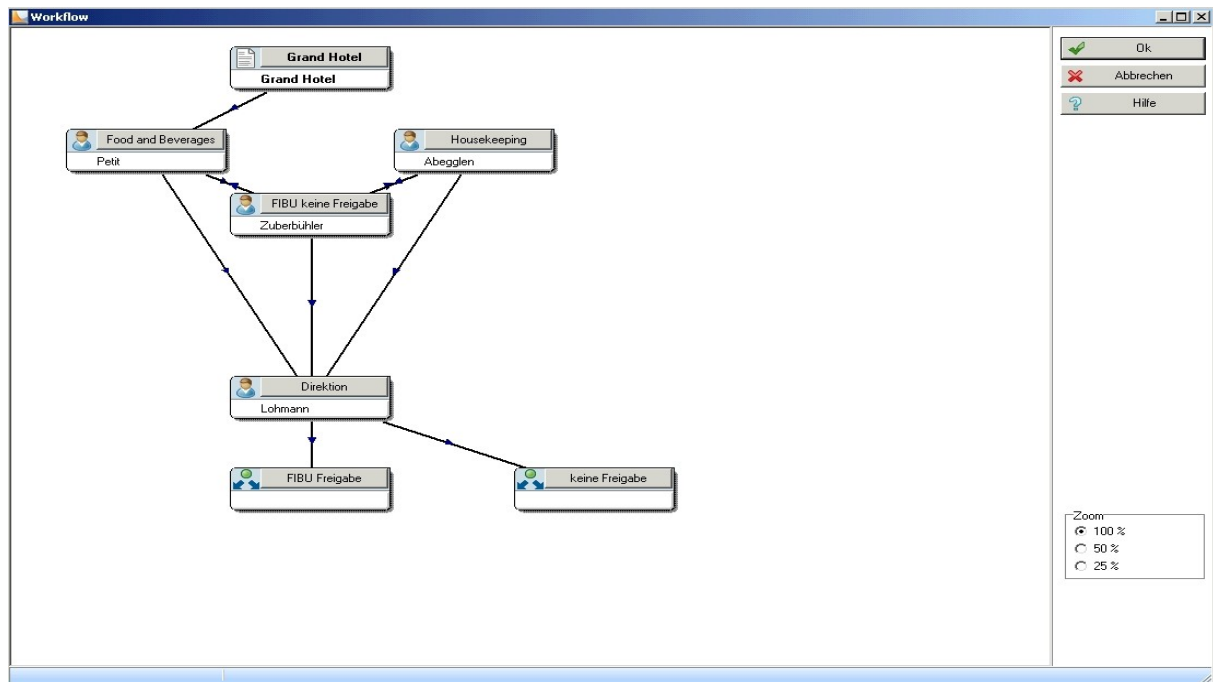 Workflow
Grand Hotel
Grand Hotel
Food and Beverages
Petit
Housekeeping
Abegglen
FIBU keine Freigabe
Zuberbühler
Direktion
Lohmann
FIBU Freigabe
keine Freigabe
Ok
Abbrechen
Hilfe
Zoom
100 %
50 %
25 %